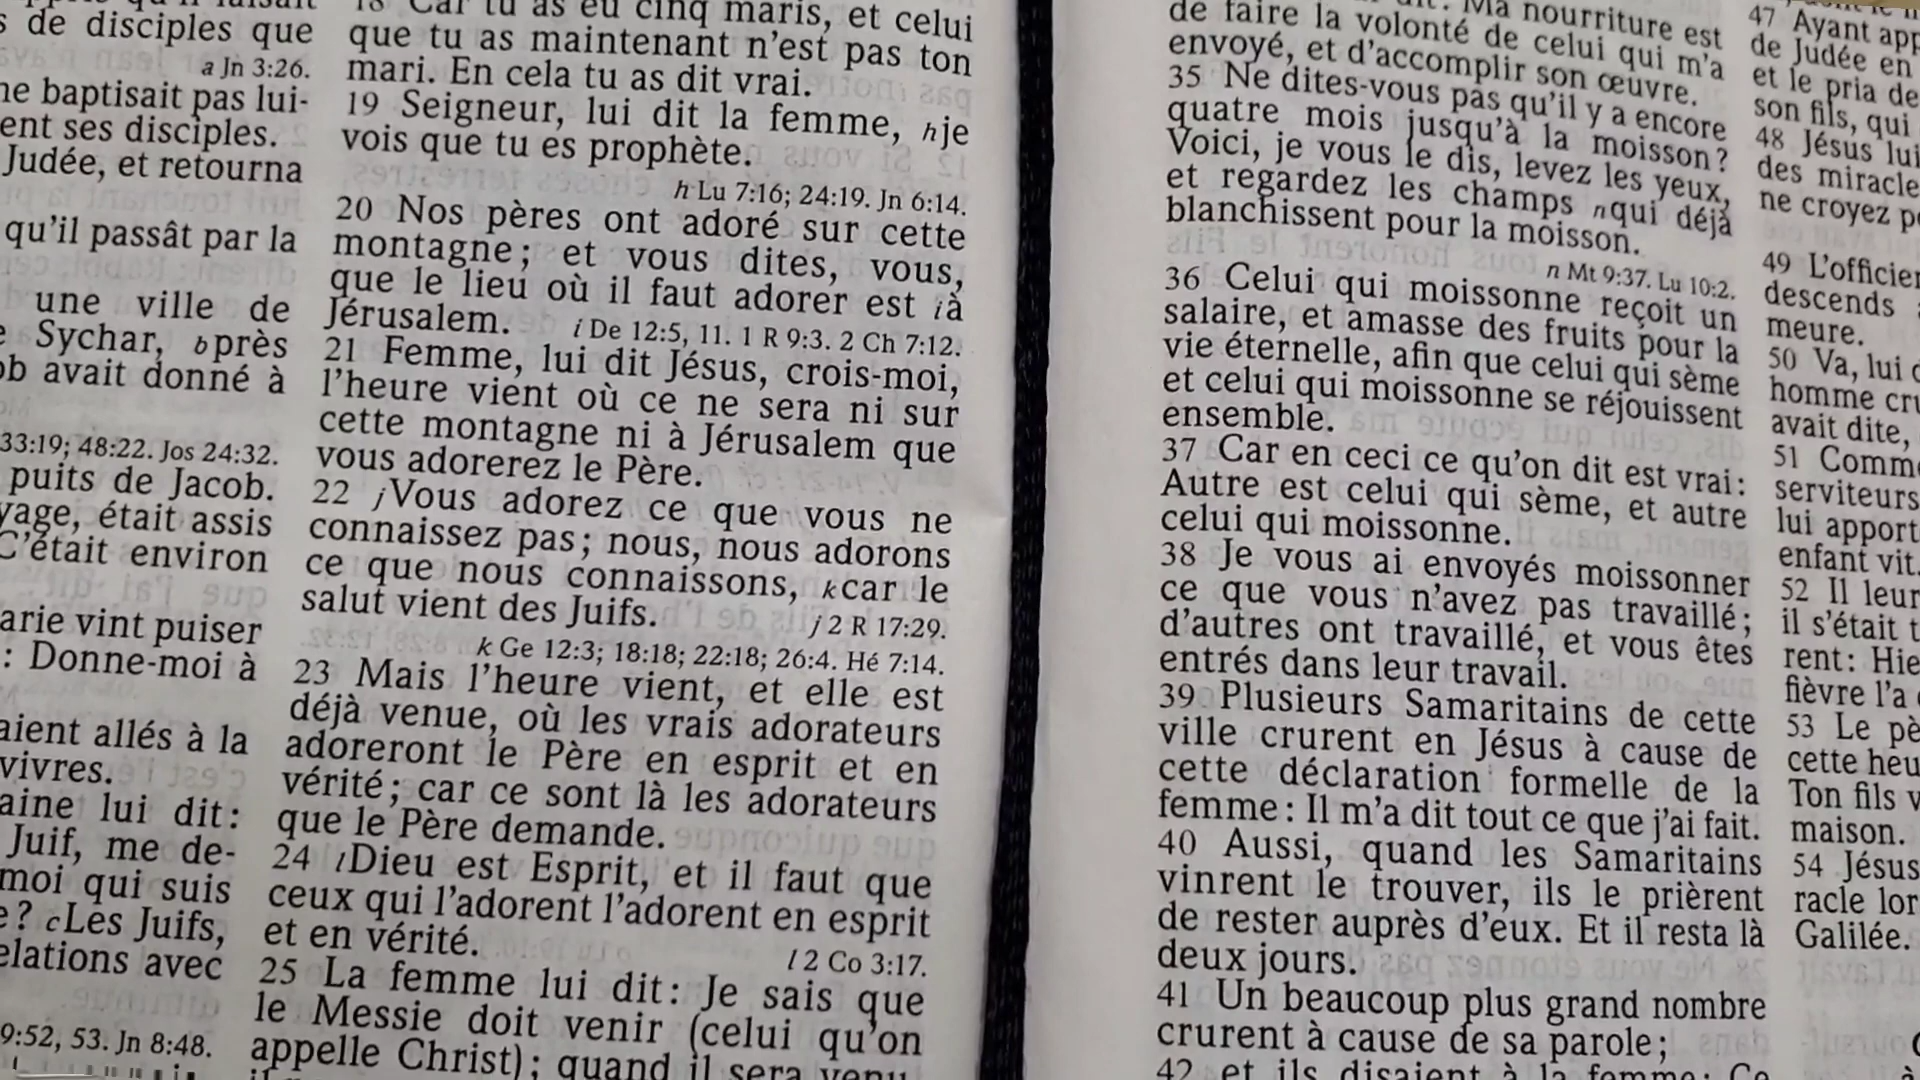 s de disciples que
a Jn 3:26.
ne baptisait pas lui-
ent ses disciples.
Judée, et retourna
qu'il passât par la
une ville de
Sychar, b près
ob avait donné à
33:19; 48:22. Jos 24:32.
puits de Jacob.
yage, était assis
C'était environ
arie vint puiser
: Donne-moi à
aient allés à la
vivres.
aine lui dit:
Juif, me de-
moi qui suis
e? c Les Juifs,
elations avec
9:52, 53. Jn 8:48.
18 Car tu as eu cinq maris, et celui
que tu as maintenant n'est pas ton
mari. En cela tu as dit vrai.
19 Seigneur, lui dit la femme, h je
vois que tu es prophète.
h Lu 7:16; 24:19. Jn 6:14.
20 Nos pères ont adoré sur cette
montagne; et vous dites, vous,
que le lieu où il faut adorer est i à
Jérusalem. i De 12:5, 11. 1 R 9:3. 2 Ch 7:12.
21 Femme, lui dit Jésus, crois-moi,
l'heure vient où ce ne sera ni sur
cette montagne ni à Jérusalem que
vous adorerez le Père.
22 j Vous adorez ce que vous ne
connaissez pas; nous, nous adorons
ce que nous connaissons, k car le
salut vient des Juifs. j 2 R 17:29.
k Ge 12:3; 18:18; 22:18; 26:4. Hé 7:14.
23 Mais l'heure vient, et elle est
déjà venue, où les vrais adorateurs
adoreront le Père en esprit et en
vérité; car ce sont là les adorateurs
que le Père demande.
24 l Dieu est Esprit, et il faut que
ceux qui l'adorent l'adorent en esprit
et en vérité.
l 2 Co 3:17.
25 La femme lui dit: Je sais que
le Messie doit venir (celui qu'on
appelle Christ); quand il sera venu,
Ma nourriture est
de faire la volonté de celui qui m'a
envoyé, et d'accomplir son œuvre.
35 Ne dites-vous pas qu'il y a encore
quatre mois jusqu'à la moisson?
Voici, je vous le dis, levez les yeux,
et regardez les champs n qui déjà
blanchissent pour la moisson.
n Mt 9:37. Lu 10:2.
36 Celui qui moissonne reçoit un
salaire, et amasse des fruits pour la
vie éternelle, afin que celui qui sème
et celui qui moissonne se réjouissent
ensemble.
37 Car en ceci ce qu'on dit est vrai:
Autre est celui qui sème, et autre
celui qui moissonne.
38 Je vous ai envoyés moissonner
ce que vous n'avez pas travaillé;
d'autres ont travaillé, et vous êtes
entrés dans leur travail.
39 Plusieurs Samaritains de cette
ville crurent en Jésus à cause de
cette déclaration formelle de la
femme: Il m'a dit tout ce que j'ai fait.
40 Aussi, quand les Samaritains
vinrent le trouver, ils le prièrent
de rester auprès d'eux. Et il resta là
deux jours.
41 Un beaucoup plus grand nombre
crurent à cause de sa parole;
42 et ils disaient à la femme: Ce
47 Ayant app
de Judée en
et le pria de
son fils, qui
48 Jésus lui
des miracle
ne croyez po
49 L'officier
descends
meure.
50 Va, lui d
homme cru
avait dite,
51 Comme
serviteurs
lui apport
enfant vit.
52 Il leur
il s'était t
rent: Hie
fièvre l'a
53 Le pè
cette heu
Ton fils v
maison.
54 Jésus
racle lor
Galilée.